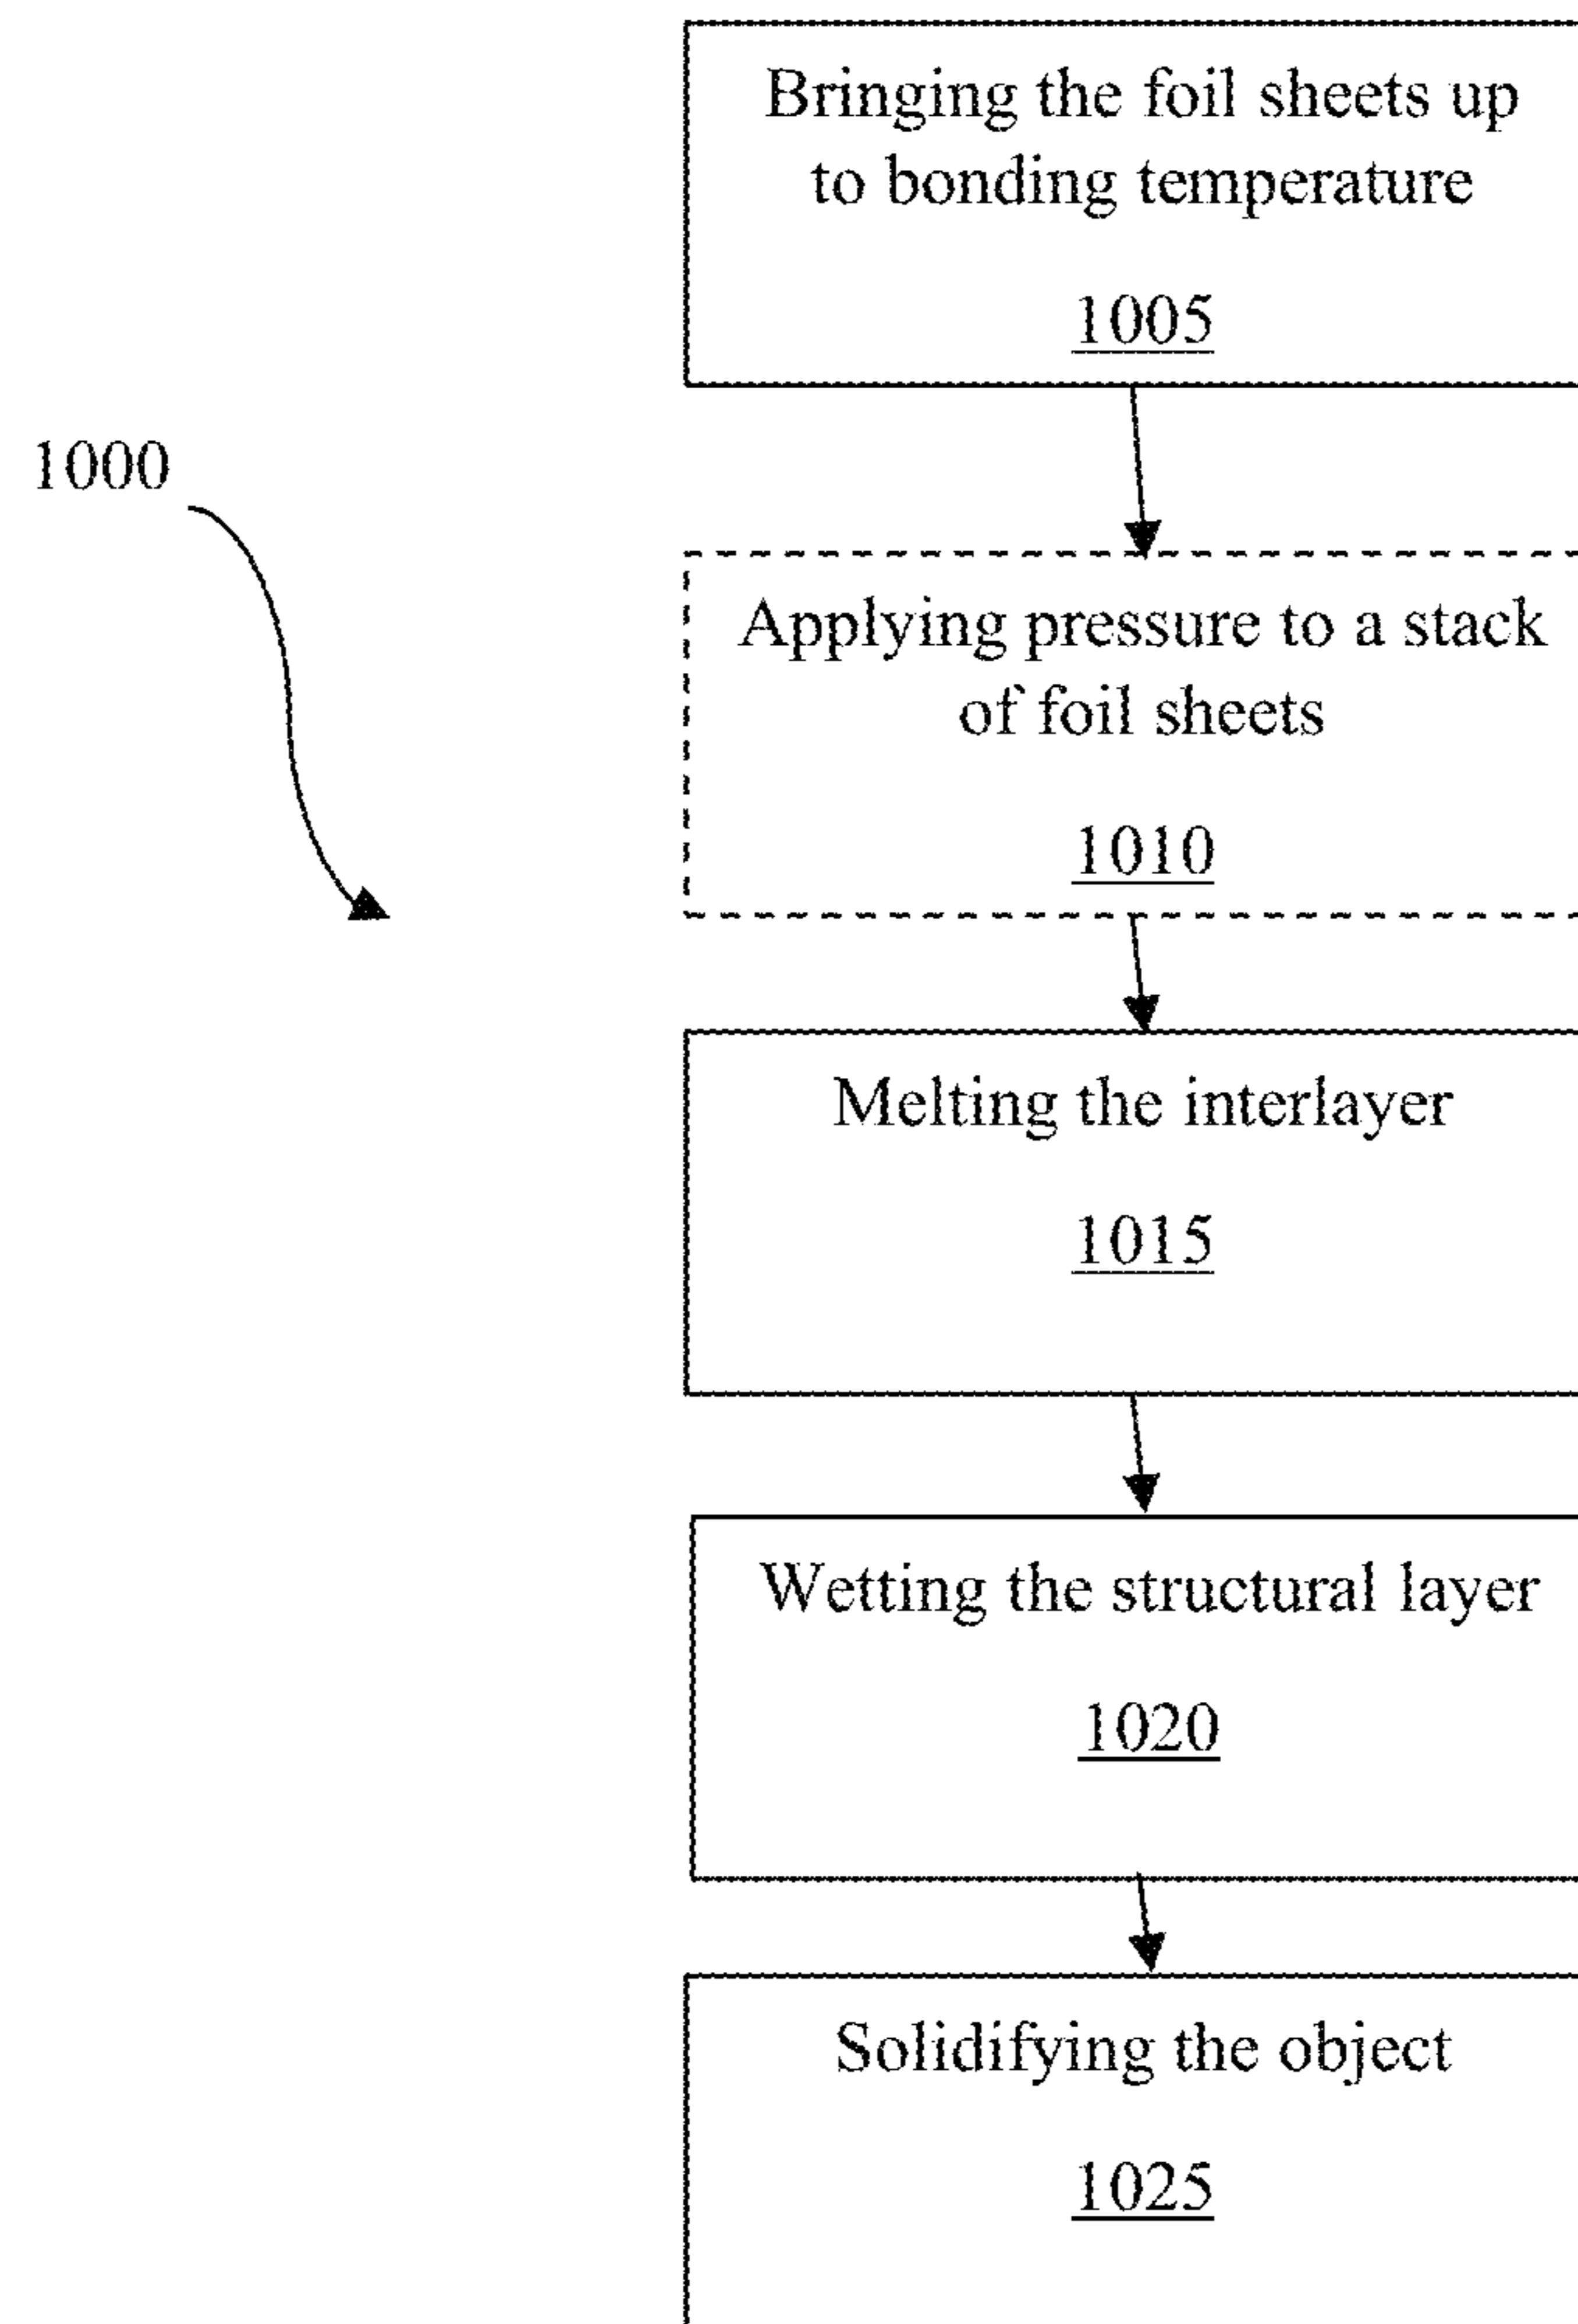 Bringing the foil sheets up
to bonding temperature
1005
1000
Applying pressure to a stack
of foil sheets
1010
Melting the interlayer
1015
Wetting the structural layer
1020
Solidifying the object
1025